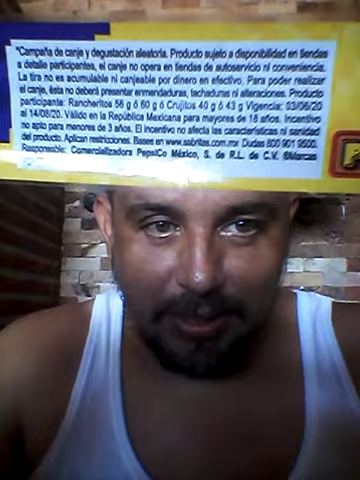 *Campaña de canje y degustación aleatoria. Producto sujeto a disponibilidad en tiendas
a detalle participantes, el canje no opera en tiendas de autoservicio ni conveniencia.
La tira no es acumulable ni canjeable por dinero en efectivo. Para poder realizar
el canje, ésta no deberá presentar enmendaduras, tachaduras ni alteraciones. Producto
participante: Rancheritos 56 g ó 60 g ó Crujitos 40 g ó 43 g Vigencia: 03/06/20
al 14/08/20. Válido en la República Mexicana para mayores de 18 años. Incentivo
no apto para menores de 3 años. El incentivo no afecta las características ni sanidad
del producto. Aplican restricciones. Bases en www.sabritas.com.mx Dudas 800 901 9600.
Responsable: Comercializadora PepsiCo México, S. de R.L. de C.V. ©Marcas